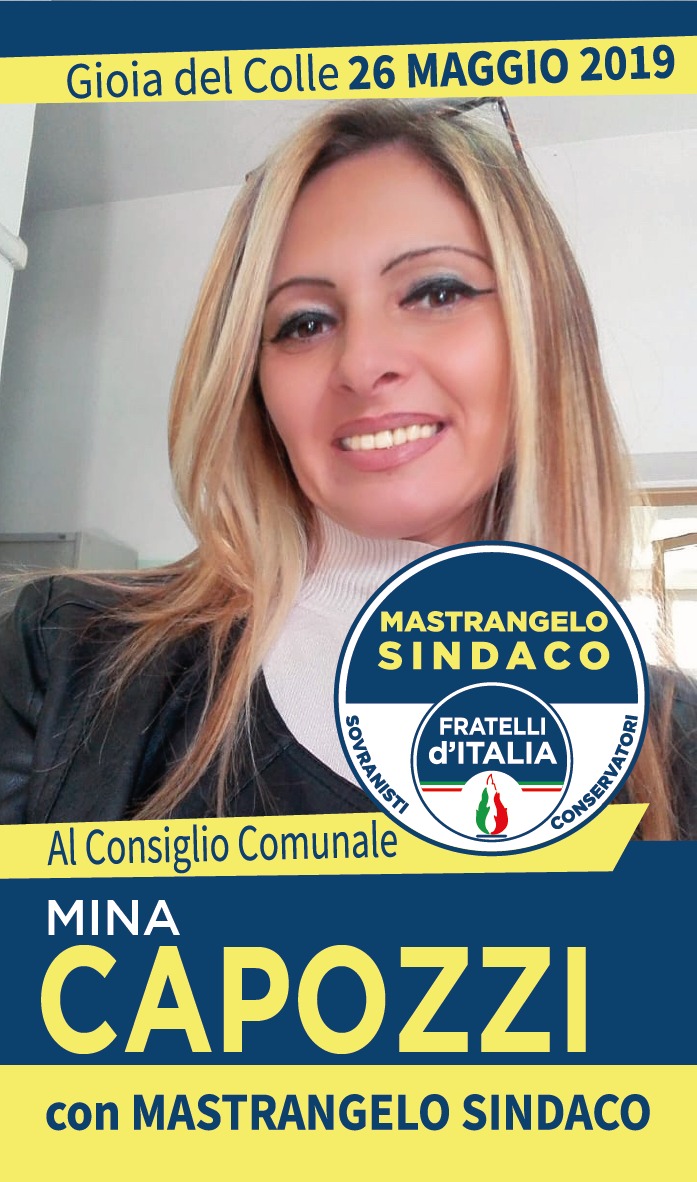 Gioia del Colle 26 MAGGIO 2019
MASTRANGELO
SINDACO
SOVRANISTI
FRATELLI
d'ITALIA
CONSERVATORI
Al Consiglio Comunale
MINA
CAPOZZI
con MASTRANGELO SINDACO